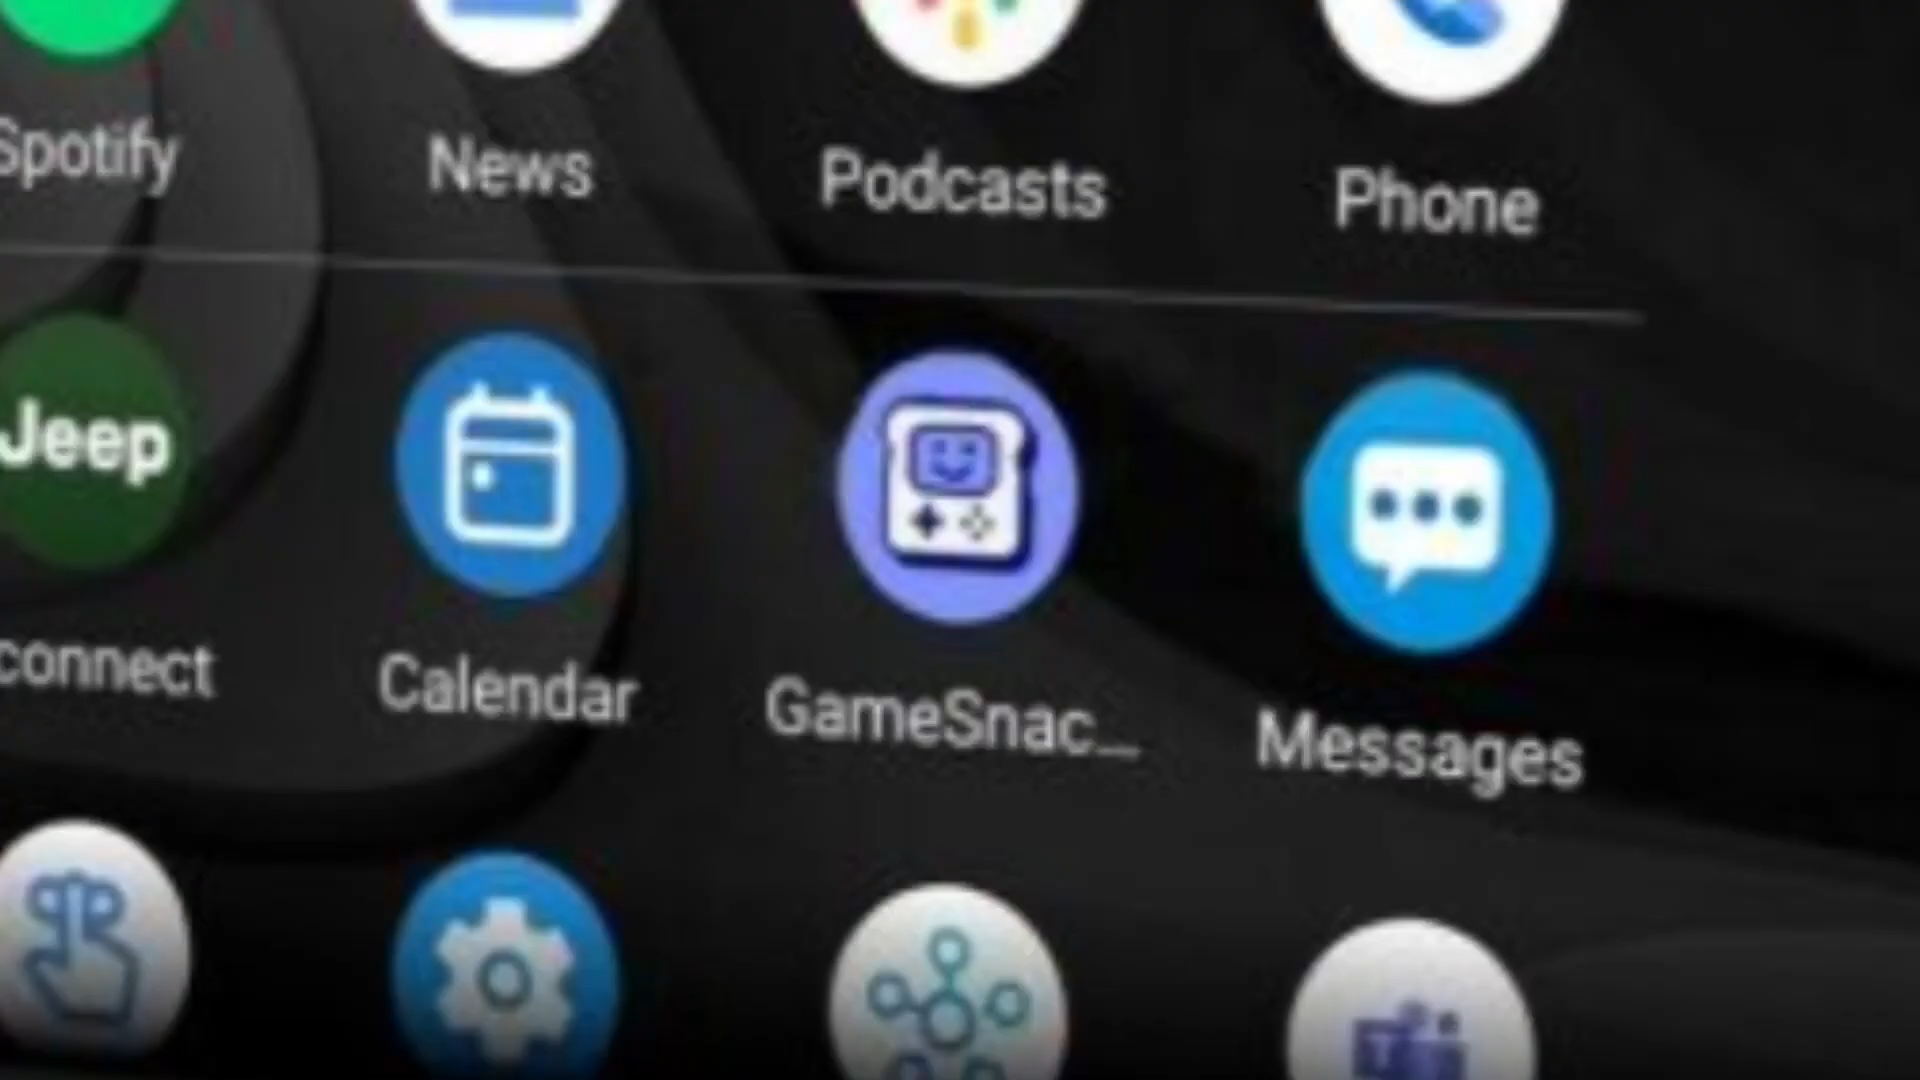 Spotify
News
Podcasts
Phone
Jeep
connect
Calendar
GameSnac...
Messages